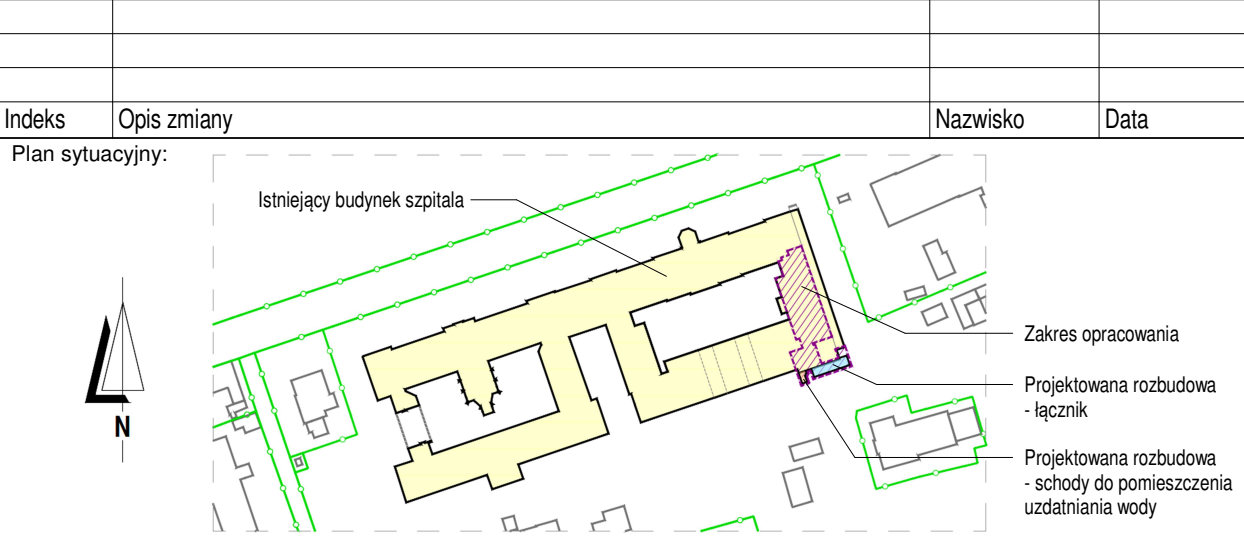 Indeks Opis zmiany Nazwisko Data
Plan sytuacyjny:
Istniejący budynek szpitala
Zakres opracowania
Projektowana rozbudowa
- łącznik
N
Projektowana rozbudowa
- schody do pomieszczenia
uzdatniania wody